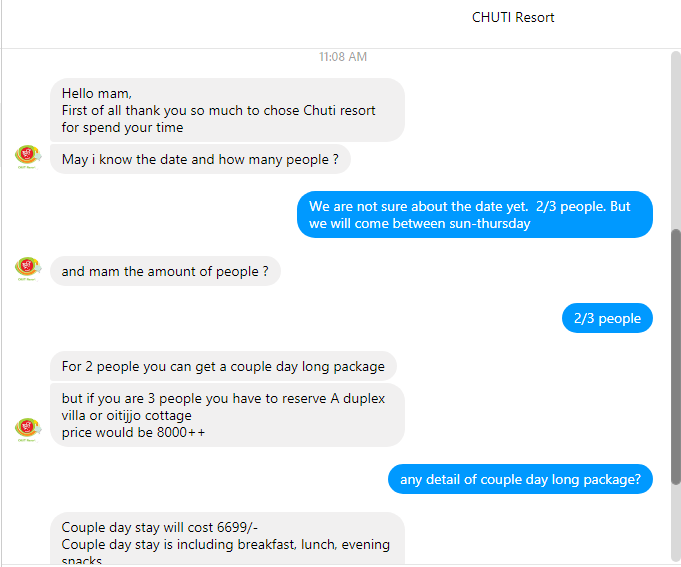 CHUTI Resort
11:08 AM
Hello mam,
First of all thank you so much to chose Chuti resort
for spend your time
May i know the date and how many people ?
We are not sure about the date yet.  2/3 people. But
we will come between sun-thursday
and mam the amount of people ?
2/3 people
For 2 people you can get a couple day long package
but if you are 3 people you have to reserve A duplex
villa or oitijjo cottage
price would be 8000++
any detail of couple day long package?
Couple day stay will cost 6699/-
Couple day stay is including breakfast, lunch, evening
snacks